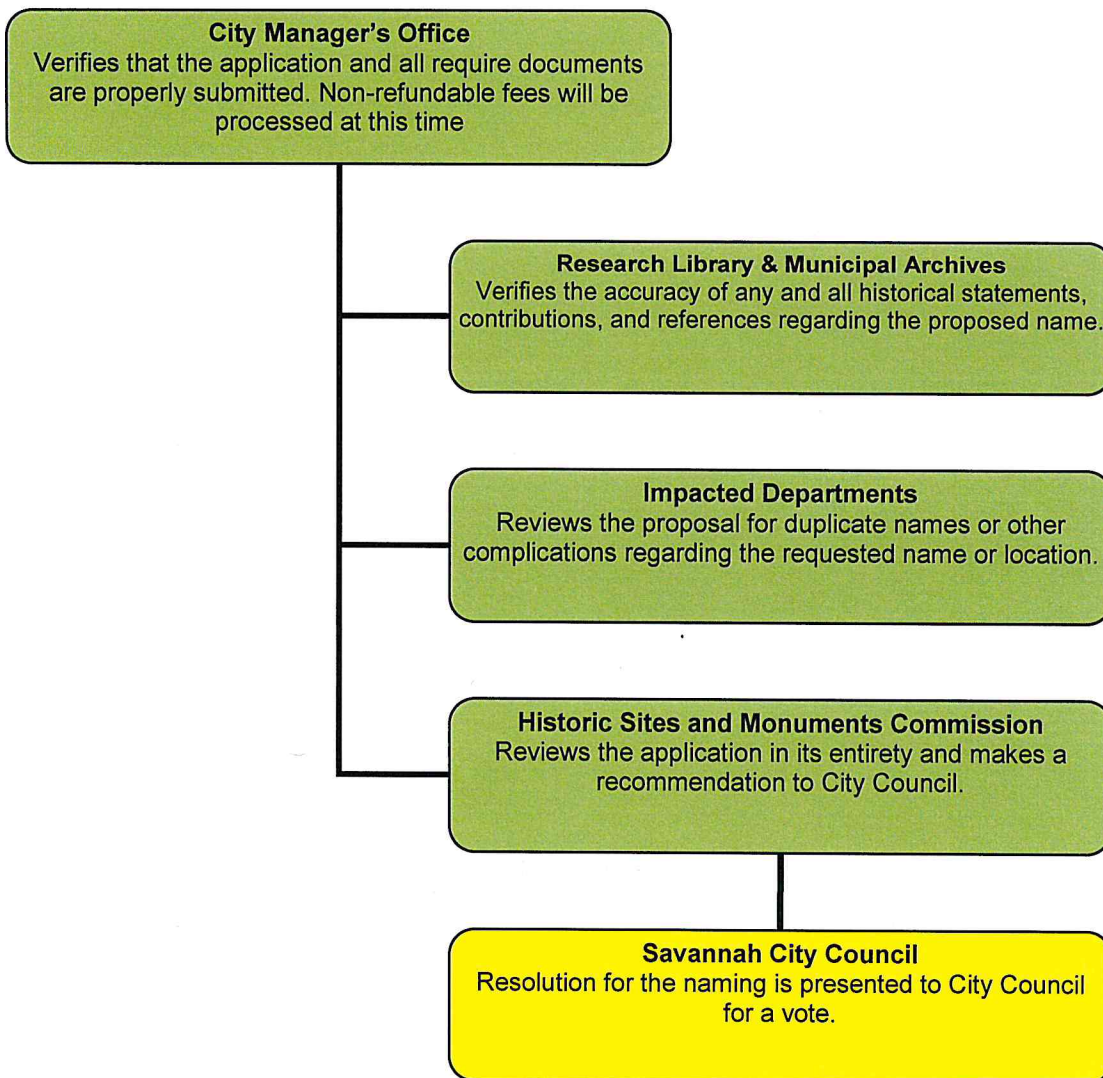 City Manager's Office
Verifies that the application and all require documents
are properly submitted. Non-refundable fees will be
processed at this time
Research Library & Municipal Archives
Verifies the accuracy of any and all historical statements,
contributions, and references regarding the proposed name.
Impacted Departments
Reviews the proposal for duplicate names or other
complications regarding the requested name or location.
Historic Sites and Monuments Commission
Reviews the application in its entirety and makes a
recommendation to City Council.
Savannah City Council
Resolution for the naming is presented to City Council
for a vote.